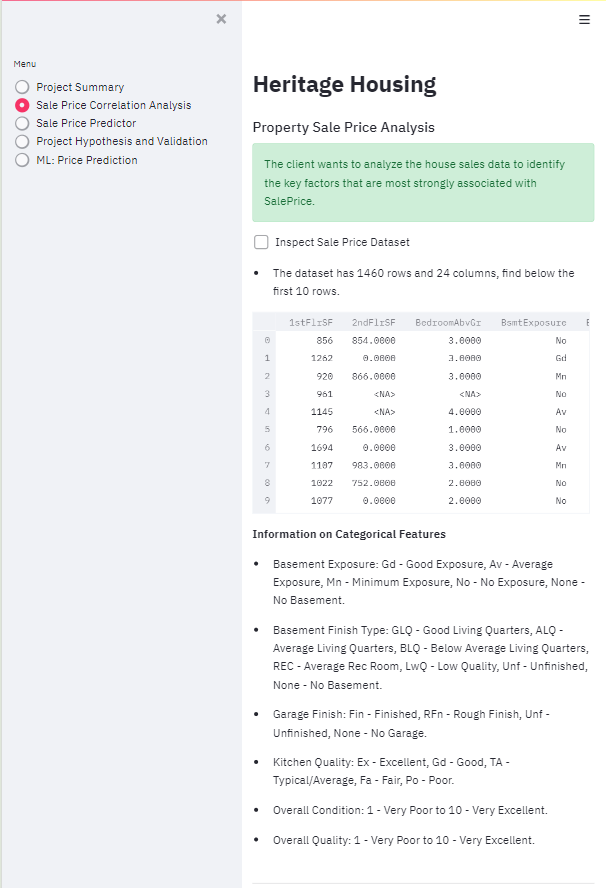 Menu
Project Summary
Sale Price Correlation Analysis
Sale Price Predictor
Project Hypothesis and Validation
ML: Price Prediction
Heritage Housing
Property Sale Price Analysis
The client wants to analyze the house sales data to identify
the key factors that are most strongly associated with
SalePrice.
Inspect Sale Price Dataset
The dataset has 1460 rows and 24 columns, find below the
first 10 rows.
1stFlrSF 2ndFlrSF BedroomAbvGr BsmtExposure
0 856 854.0000 3.0000 No
1 1262 0.0000 3.0000 Gd
2 920 866.0000 3.0000 Mn
3 961 <NA> <NA> No
4 1145 <NA> 4.0000 Av
5 796 566.0000 1.0000 No
6 1694 0.0000 3.0000 Av
7 1107 983.0000 3.0000 Mn
8 1022 752.0000 2.0000 No
9 1077 0.0000 2.0000 No
Information on Categorical Features
Basement Exposure: Gd - Good Exposure, Av - Average
Exposure, Mn - Minimum Exposure, No - No Exposure, None -
No Basement.
Basement Finish Type: GLQ - Good Living Quarters, ALQ -
Average Living Quarters, BLQ - Below Average Living Quarters,
REC - Average Rec Room, LwQ - Low Quality, Unf - Unfinished,
None - No Basement.
Garage Finish: Fin - Finished, RFn - Rough Finish, Unf -
Unfinished, None - No Garage.
Kitchen Quality: Ex - Excellent, Gd - Good, TA -
Typical/Average, Fa - Fair, Po - Poor.
Overall Condition: 1 - Very Poor to 10 - Very Excellent.
Overall Quality: 1 - Very Poor to 10 - Very Excellent.